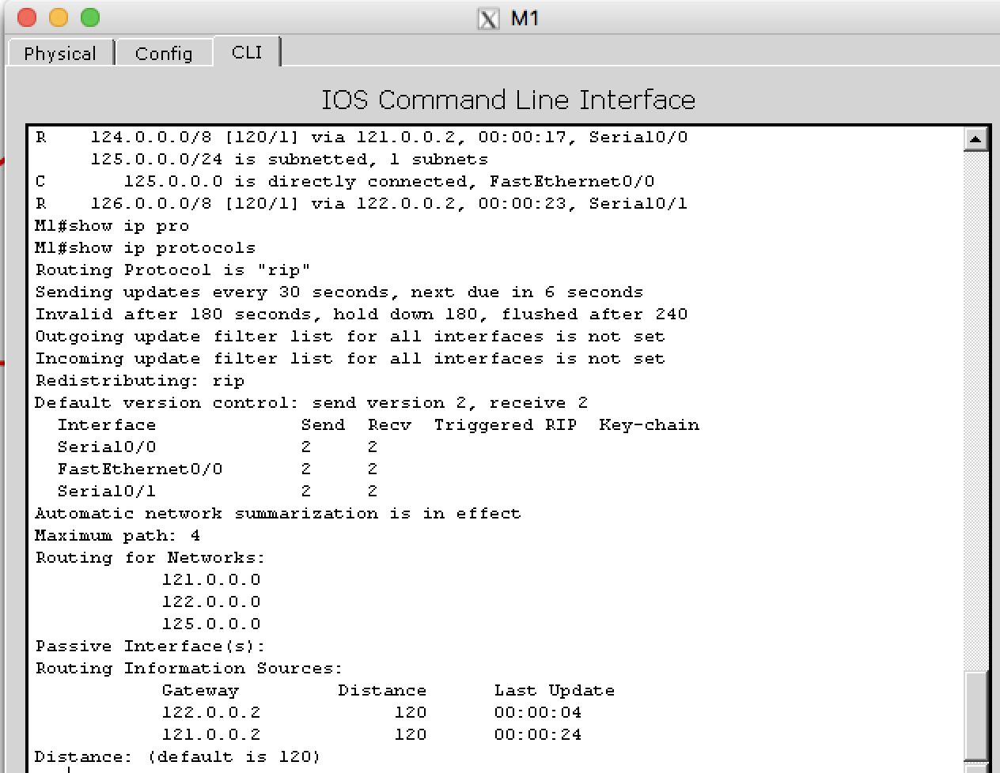 M1
Physical Config CLI
IOS Command Line Interface
R    124.0.0.0/8 [120/1] via 121.0.0.2, 00:00:17, Serial0/0
     125.0.0.0/24 is subnetted, 1 subnets
C       125.0.0.0 is directly connected, FastEthernet0/0
R    126.0.0.0/8 [120/1] via 122.0.0.2, 00:00:23, Serial0/1
M1#show ip pro
M1#show ip protocols
Routing Protocol is "rip"
Sending updates every 30 seconds, next due in 6 seconds
Invalid after 180 seconds, hold down 180, flushed after 240
Outgoing update filter list for all interfaces is not set
Incoming update filter list for all interfaces is not set
Redistributing: rip
Default version control: send version 2, receive 2
  Interface             Send  Recv  Triggered RIP  Key-chain
  Serial0/0             2     2
  FastEthernet0/0       2     2
  Serial0/1             2     2
Automatic network summarization is in effect
Maximum path: 4
Routing for Networks:
           121.0.0.0
           122.0.0.0
           125.0.0.0
Passive Interface(s):
Routing Information Sources:
           Gateway         Distance      Last Update
           122.0.0.2            120      00:00:04
           121.0.0.2            120      00:00:24
Distance: (default is 120)